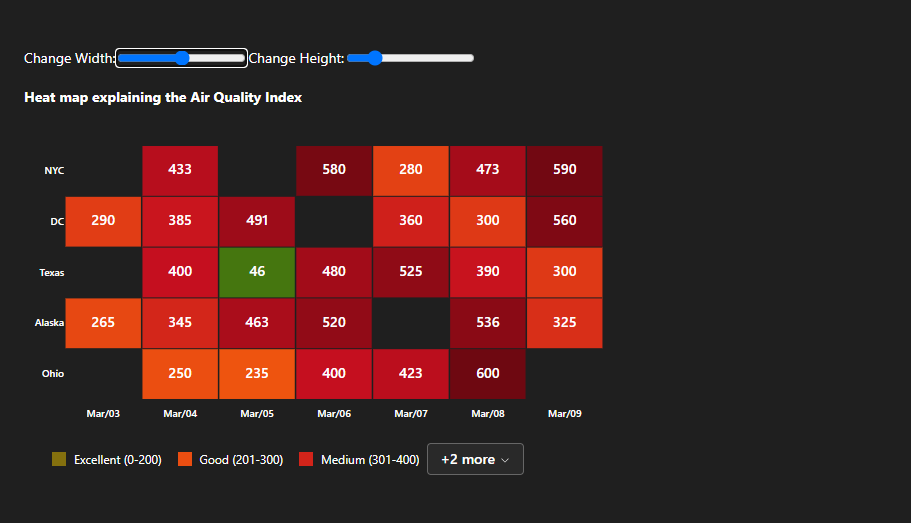 Change Width: Change Height:
Heat map explaining the Air Quality Index
NYC 433 580 280 473 590
DC 290 385 491 360 300 560
Texas 400 46 480 525 390 300
Alaska 265 345 463 520 536 325
Ohio 250 235 400 423 600
Mar/03 Mar/04 Mar/05 Mar/06 Mar/07 Mar/08 Mar/09
Excellent (0-200) Good (201-300) Medium (301-400) +2 more